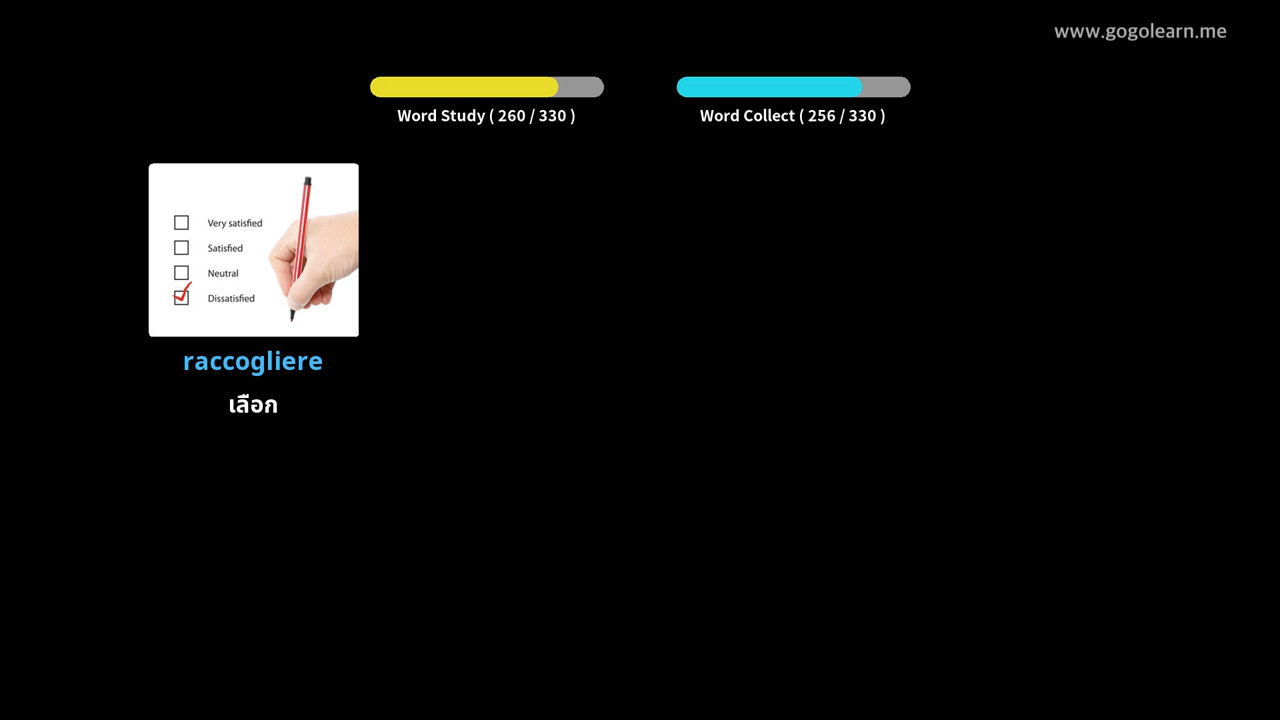 www.gogolearn.me
Word Study ( 260 / 330 )
Word Collect ( 256 / 330 )
Very satisfied
Satisfied
Neutral
Dissatisfied
raccogliere
เลือก